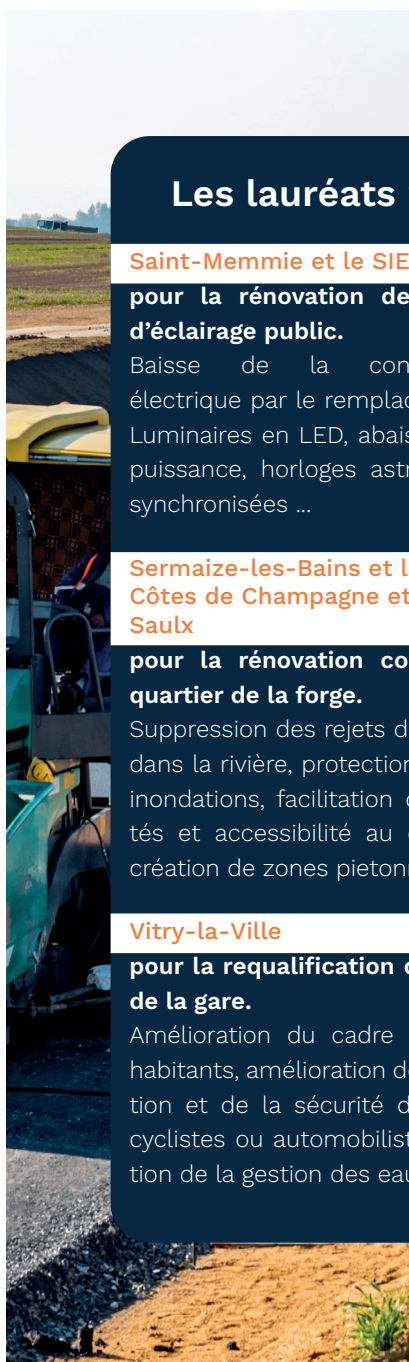 Les lauréats
Saint-Memmie et le SIE
pour la rénovation de
d'éclairage public.
Baisse de la con
électrique par le remplac
Luminaires en LED, abais
puissance, horloges astr
synchronisées ...
Sermaize-les-Bains et l
Côtes de Champagne et
Saulx
pour la rénovation co
quartier de la forge.
Suppression des rejets d
dans la rivière, protection
inondations, facilitation d
tés et accessibilité au
création de zones pieton
Vitry-la-Ville
pour la requalification d
de la gare.
Amélioration du cadre
habitants, amélioration de
tion et de la sécurité d
cyclistes ou automobilist
tion de la gestion des eau